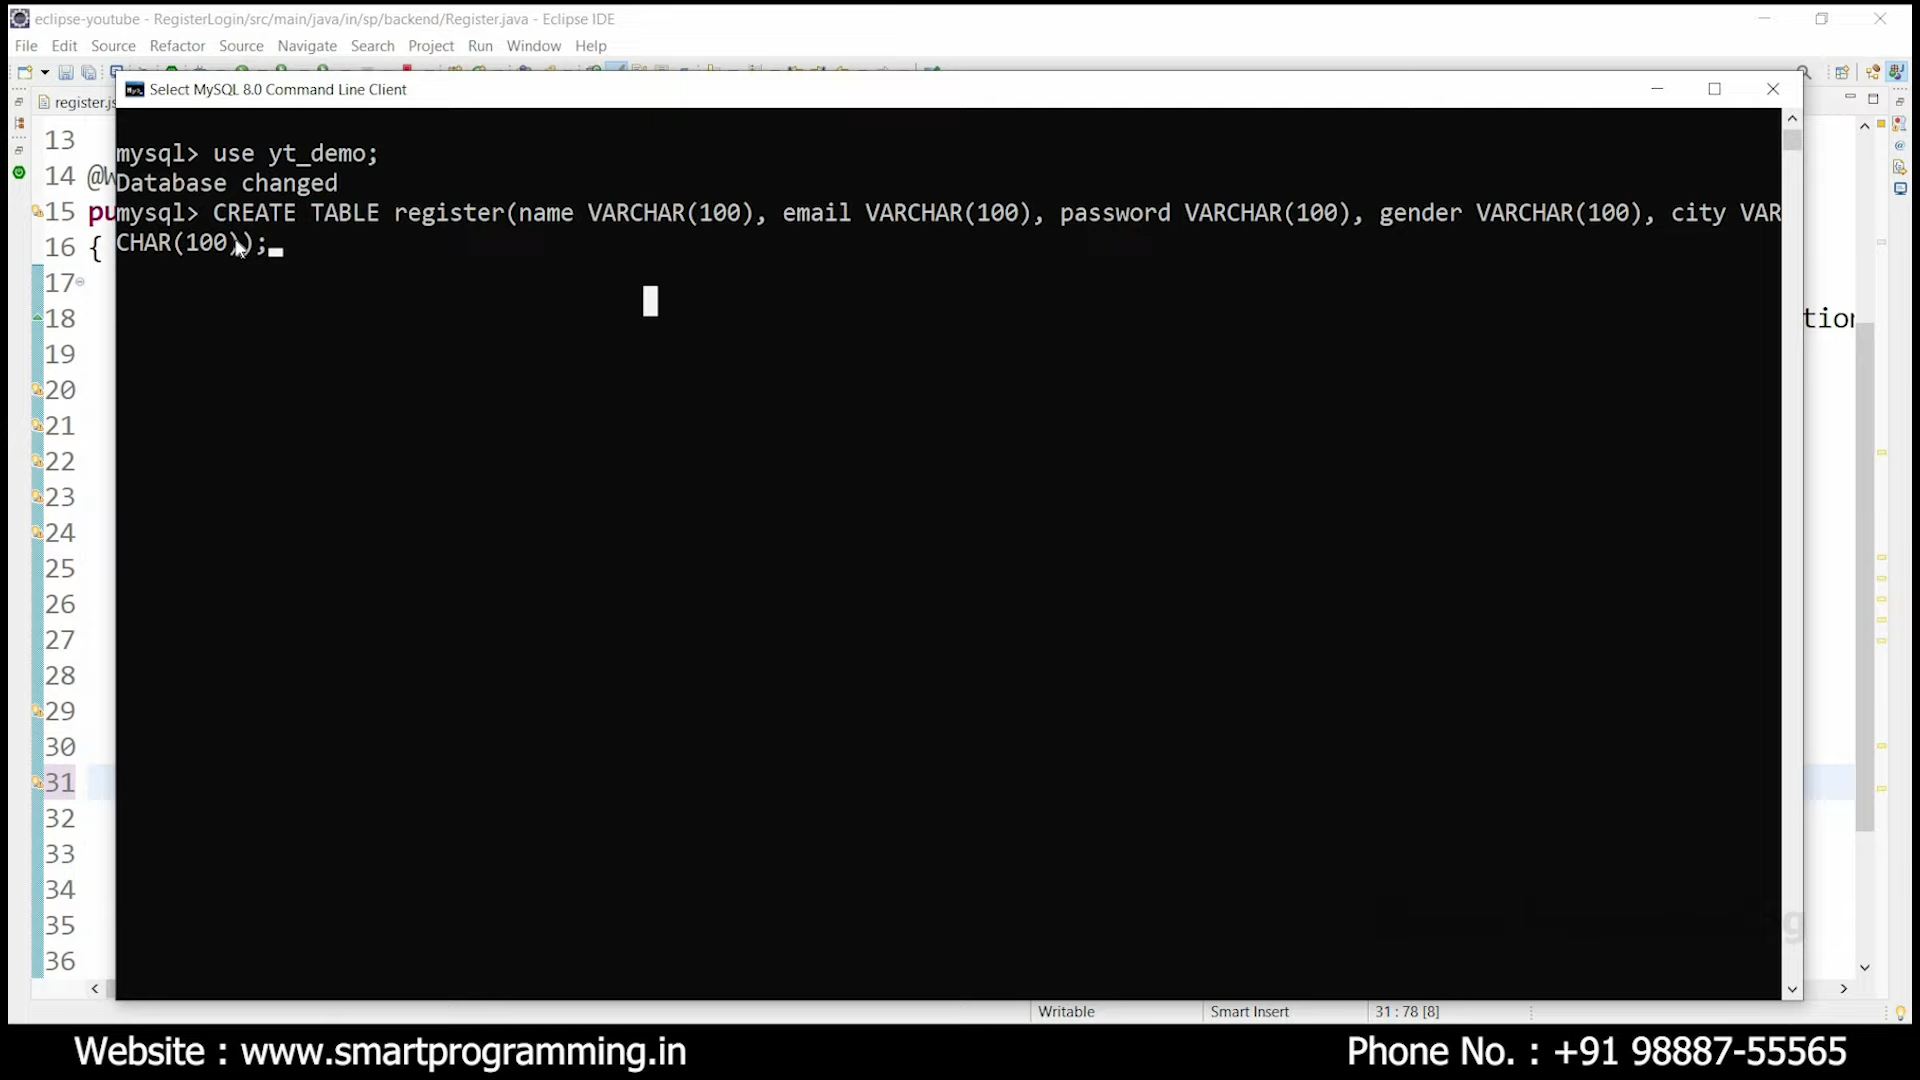 eclipse-youtube - RegisterLogin/src/main/java/in/sp/backend/Register.java - Eclipse IDE
File Edit Source Refactor Source Navigate Search Project Run Window Help
Select MySQL 8.0 Command Line Client
register.js
13
mysql> use yt_demo;
14 @W
Database changed
15 pu
mysql> CREATE TABLE register(name VARCHAR(100), email VARCHAR(100), password VARCHAR(100), gender VARCHAR(100), city VAR
16 {
CHAR(100));
17
18
tion
19
20
21
22
23
24
25
26
27
28
29
30
31
32
33
34
35
36
Writable Smart Insert 31 : 78 [8]
Website : www.smartprogramming.in
Phone No. : +91 98887-55565